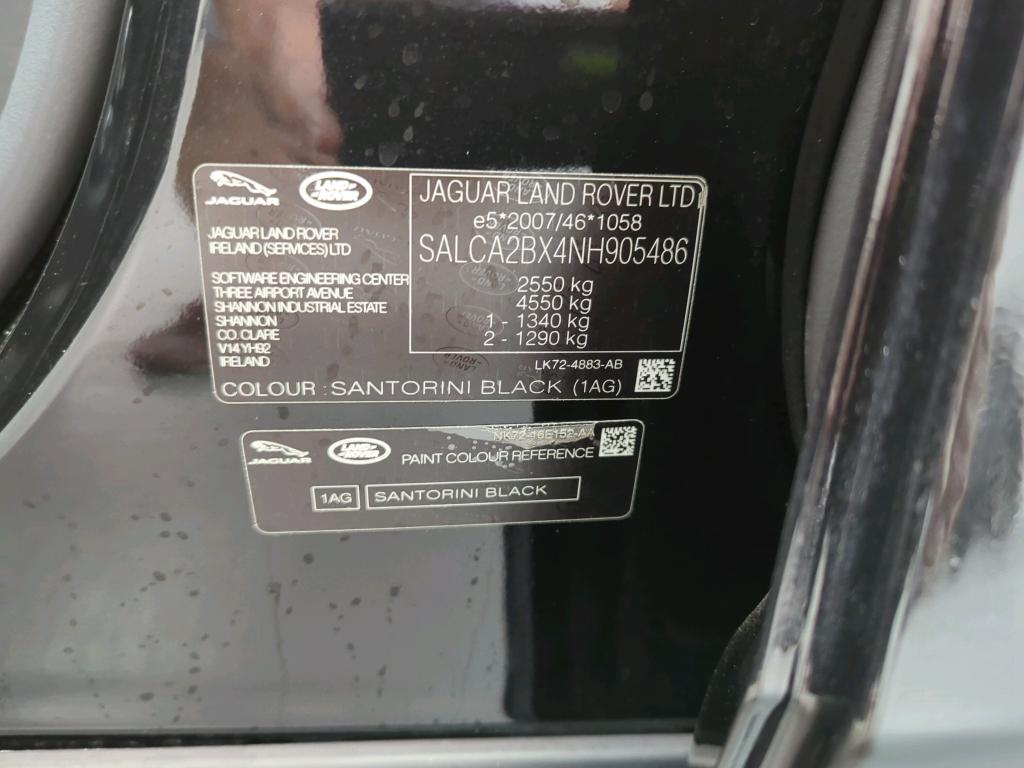 JAGUAR
LAND ROVER
JAGUAR LAND ROVER
IRELAND (SERVICES) LTD
SOFTWARE ENGINEERING CENTER
THREE AIRPORT AVENUE
SHANNON INDUSTRIAL ESTATE
SHANNON
CO. CLARE
V14 YH92
IRELAND
JAGUAR LAND ROVER LTD
e5*2007/46*1058
SALCA2BX4NH905486
2550 kg
4550 kg
1 - 1340 kg
2 - 1290 kg
LK72-4883-AB
COLOUR : SANTORINI BLACK (1AG)
JAGUAR
LAND ROVER
NK72-16E152-AA
PAINT COLOUR REFERENCE
1AG SANTORINI BLACK